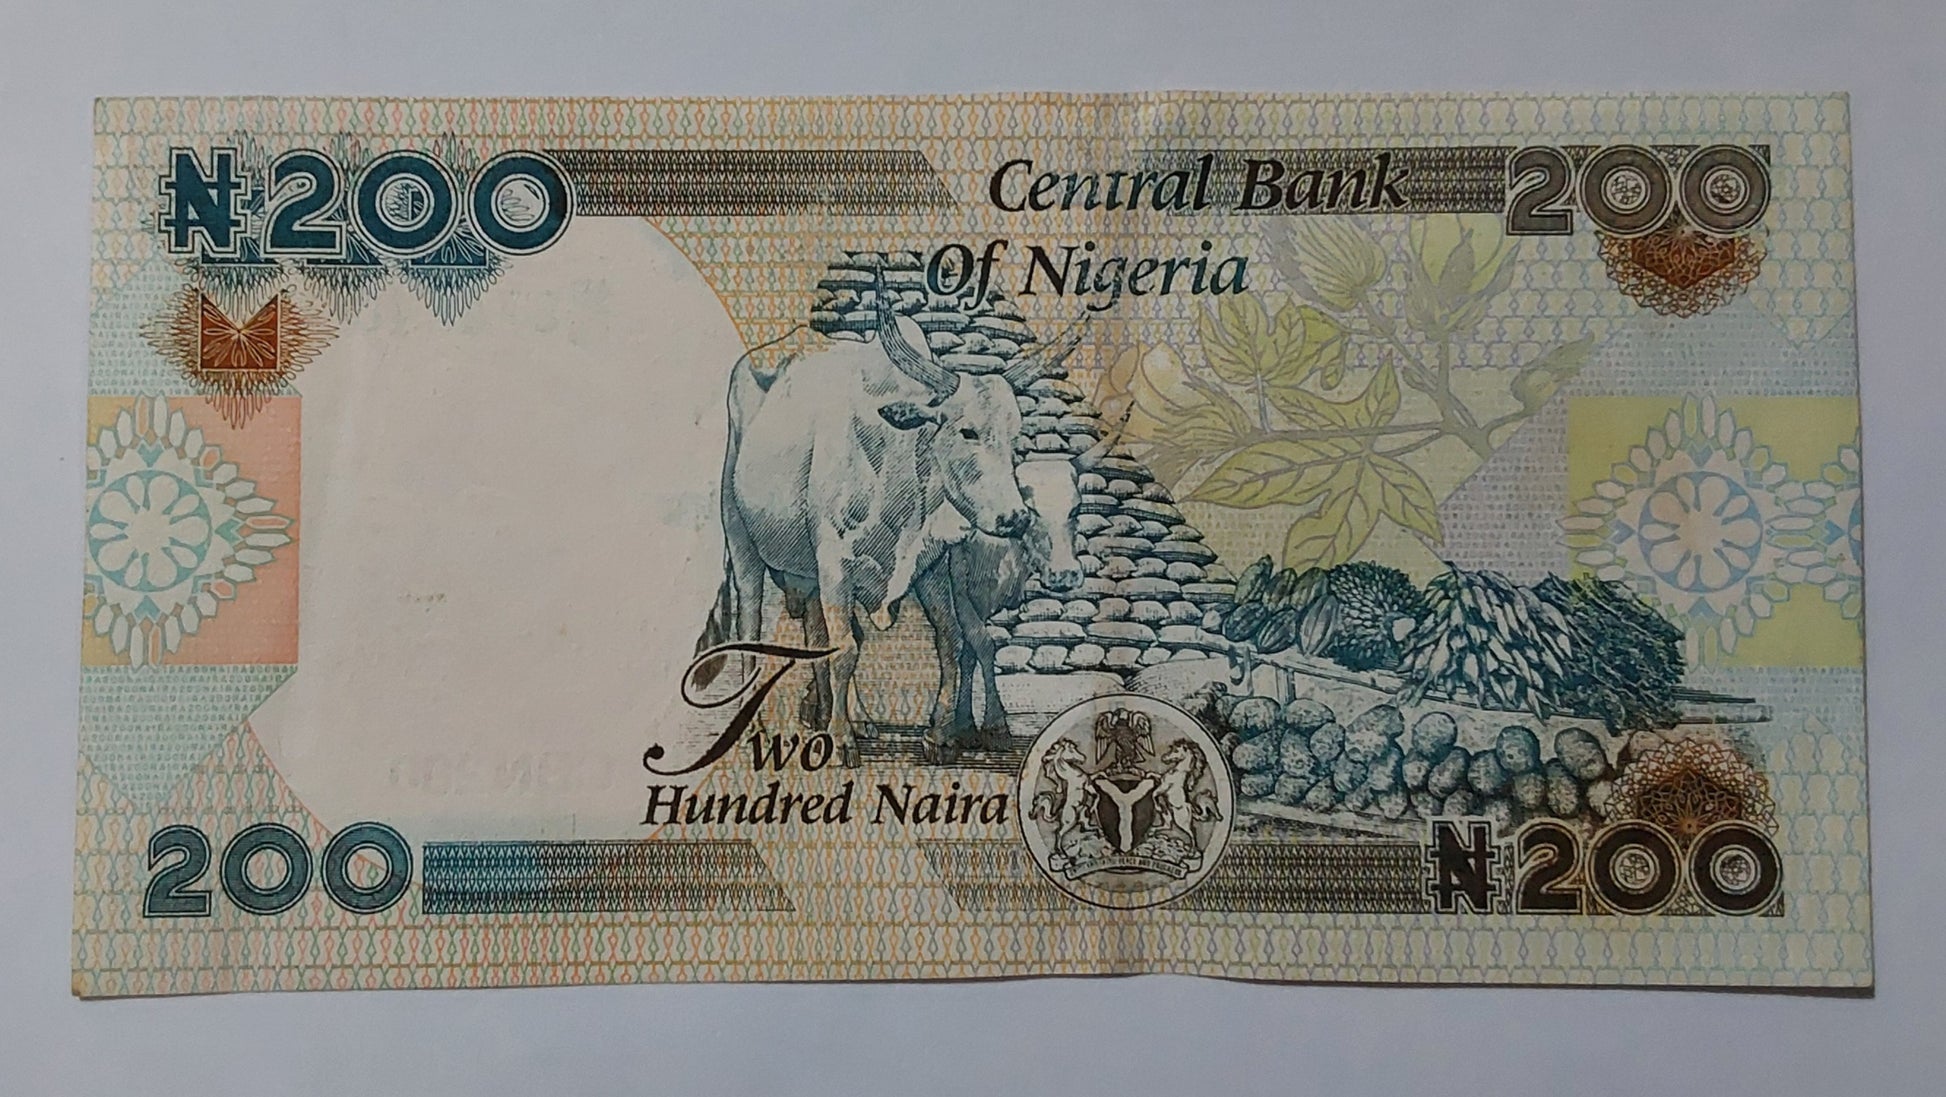 ₦200
Central Bank
200
Of Nigeria
Two
Hundred Naira
200
₦200